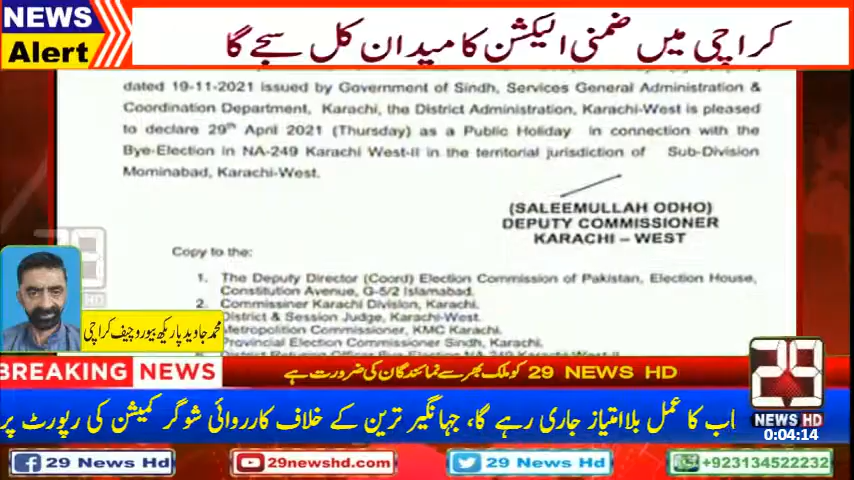 NEWS
Alert
کراچی میں ضمنی الیکشن کا میدان کل سجے گا
dated 19-11-2021 issued by Government of Sindh, Services General Administration &
Coordination Department, Karachi, the District Administration, Karachi-West is pleased
to declare 29th April 2021 (Thursday) as a Public Holiday in connection with the
Bye-Election in NA-249 Karachi West-II in the territorial jurisdiction of Sub-Division
Mominabad, Karachi-West.
(SALEEMULLAH ODHO)
DEPUTY COMMISSIONER
KARACHI – WEST
Copy to the:
1. The Deputy Director (Coord) Election Commission of Pakistan, Election House,
Constitution Avenue, G-5/2 Islamabad.
2. Commissiner Karachi Division, Karachi.
District & Session Judge, Karachi-West.
Metropolition Commissioner, KMC Karachi.
Provincial Election Commissioner Sindh, Karachi.
محمد جاوید پاریکھ بیورو چیف کراچی
BREAKING NEWS
29 NEWS HD کو ملک بھر سے نمائندگان کی ضرورت ہے
اب کا عمل بلاامتیاز جاری رہے گا، جہانگیر ترین کے خلاف کارروائی شوگر کمیشن کی رپورٹ پر
29
NEWS HD
0:04:14
29 News Hd
29newshd.com
29 News Hd
+923134522232